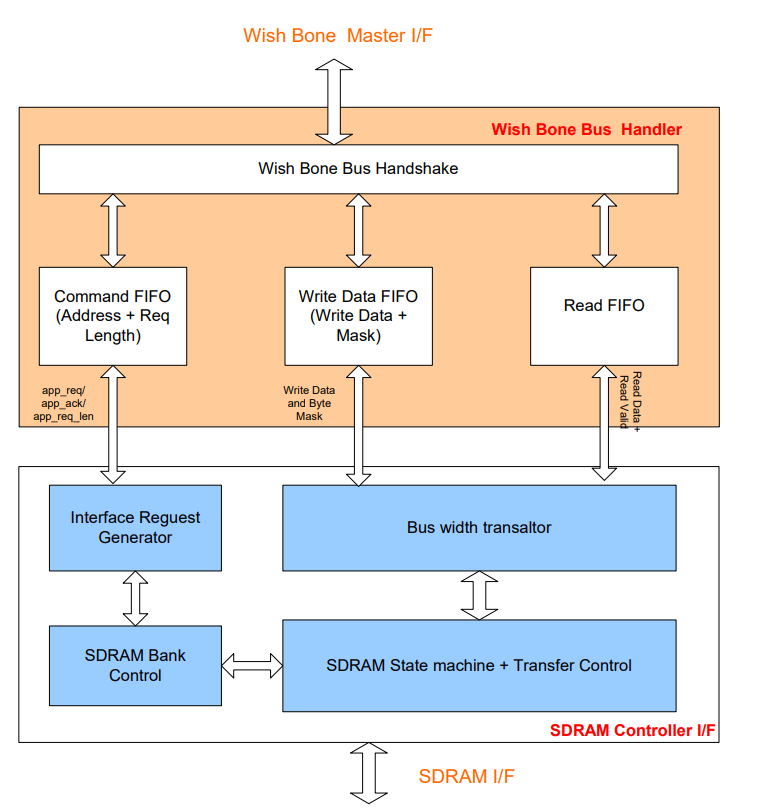 Wish Bone  Master I/F
Wish Bone Bus  Handler
Wish Bone Bus Handshake
Command FIFO
(Address + Req
Length)
Write Data FIFO
(Write Data +
Mask)
Read FIFO
app_req/
app_ack/
app_req_len
Write Data
and Byte
Mask
Read Data +
Read Valid
Interface Reguest
Generator
Bus width transaltor
SDRAM Bank
Control
SDRAM State machine + Transfer Control
SDRAM Controller I/F
SDRAM I/F